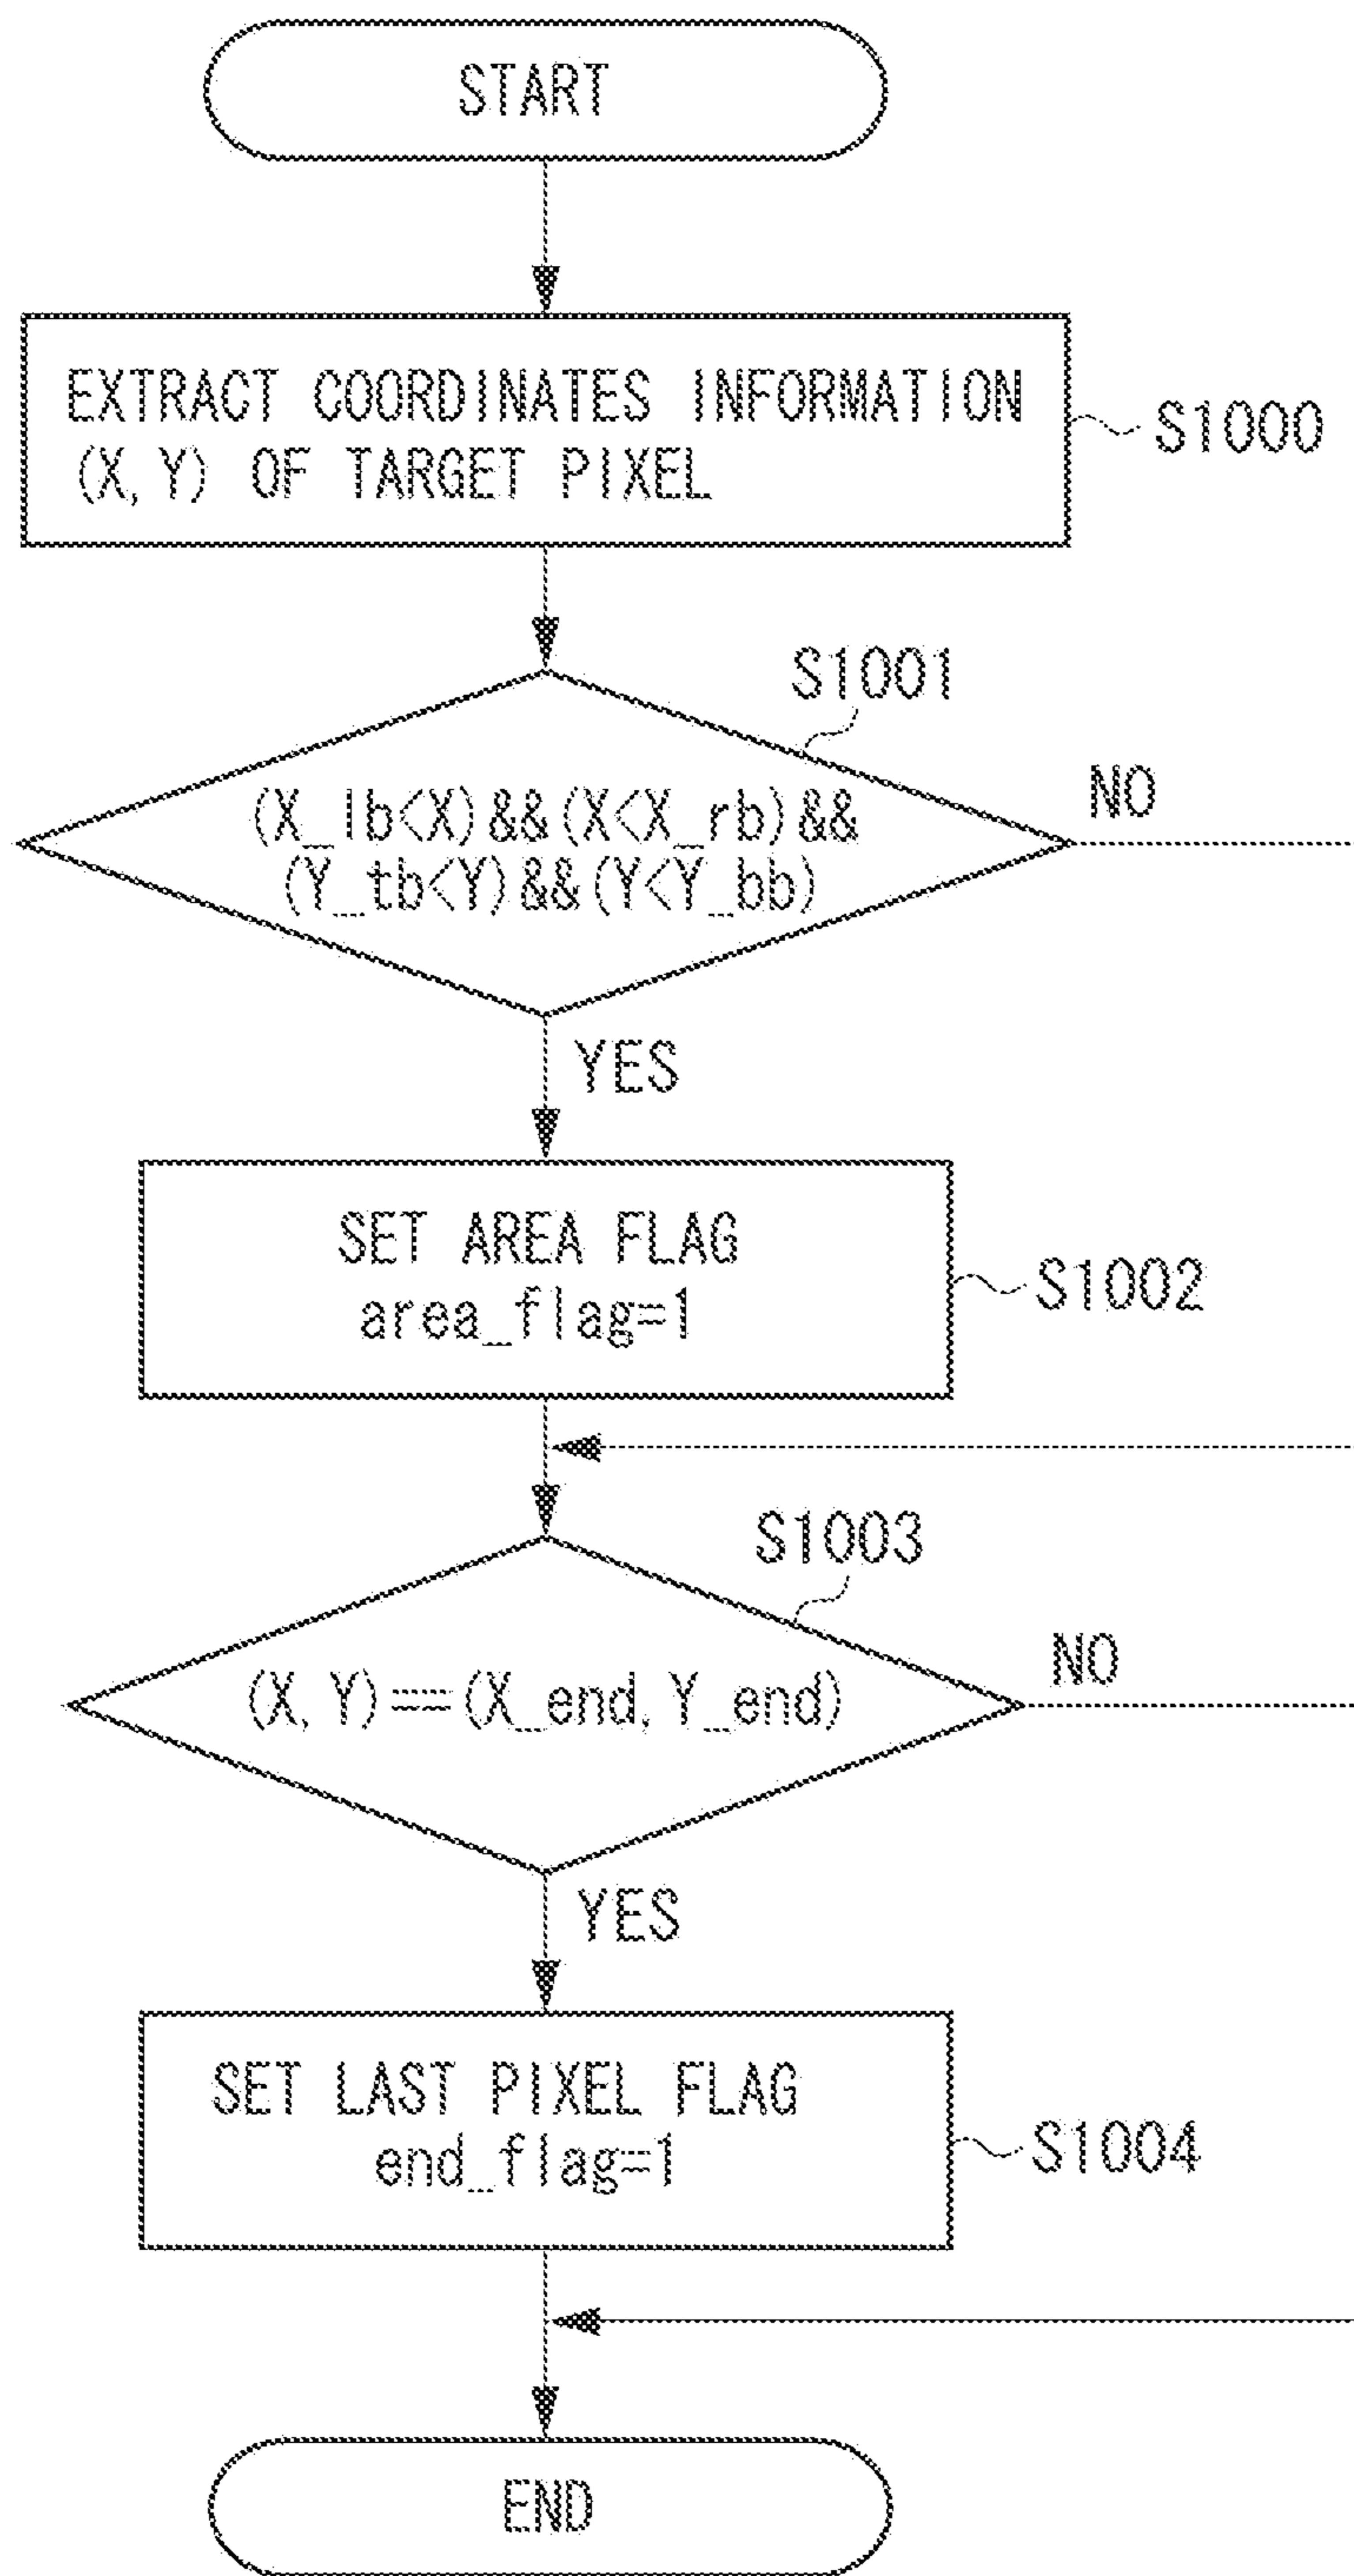 START
EXTRACT COORDINATES INFORMATION
(X, Y) OF TARGET PIXEL
S1000
S1001
(X_lb<X)&&(X<X_rb)&&
(Y_tb<Y)&&(Y<Y_bb)
NO
YES
SET AREA FLAG
area_flag=1
S1002
S1003
(X, Y)==(X_end, Y_end)
NO
YES
SET LAST PIXEL FLAG
end_flag=1
S1004
END